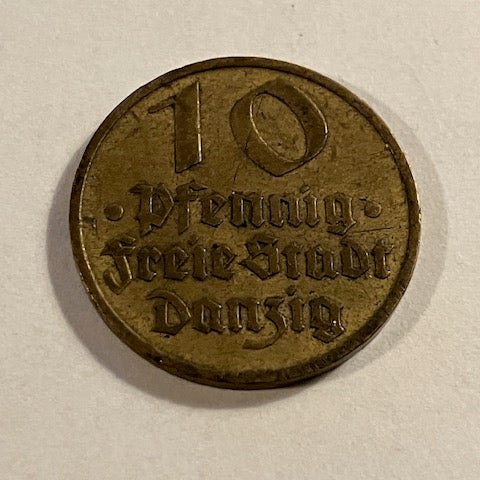 10
· Pfennig ·
Freie Stadt
Danzig